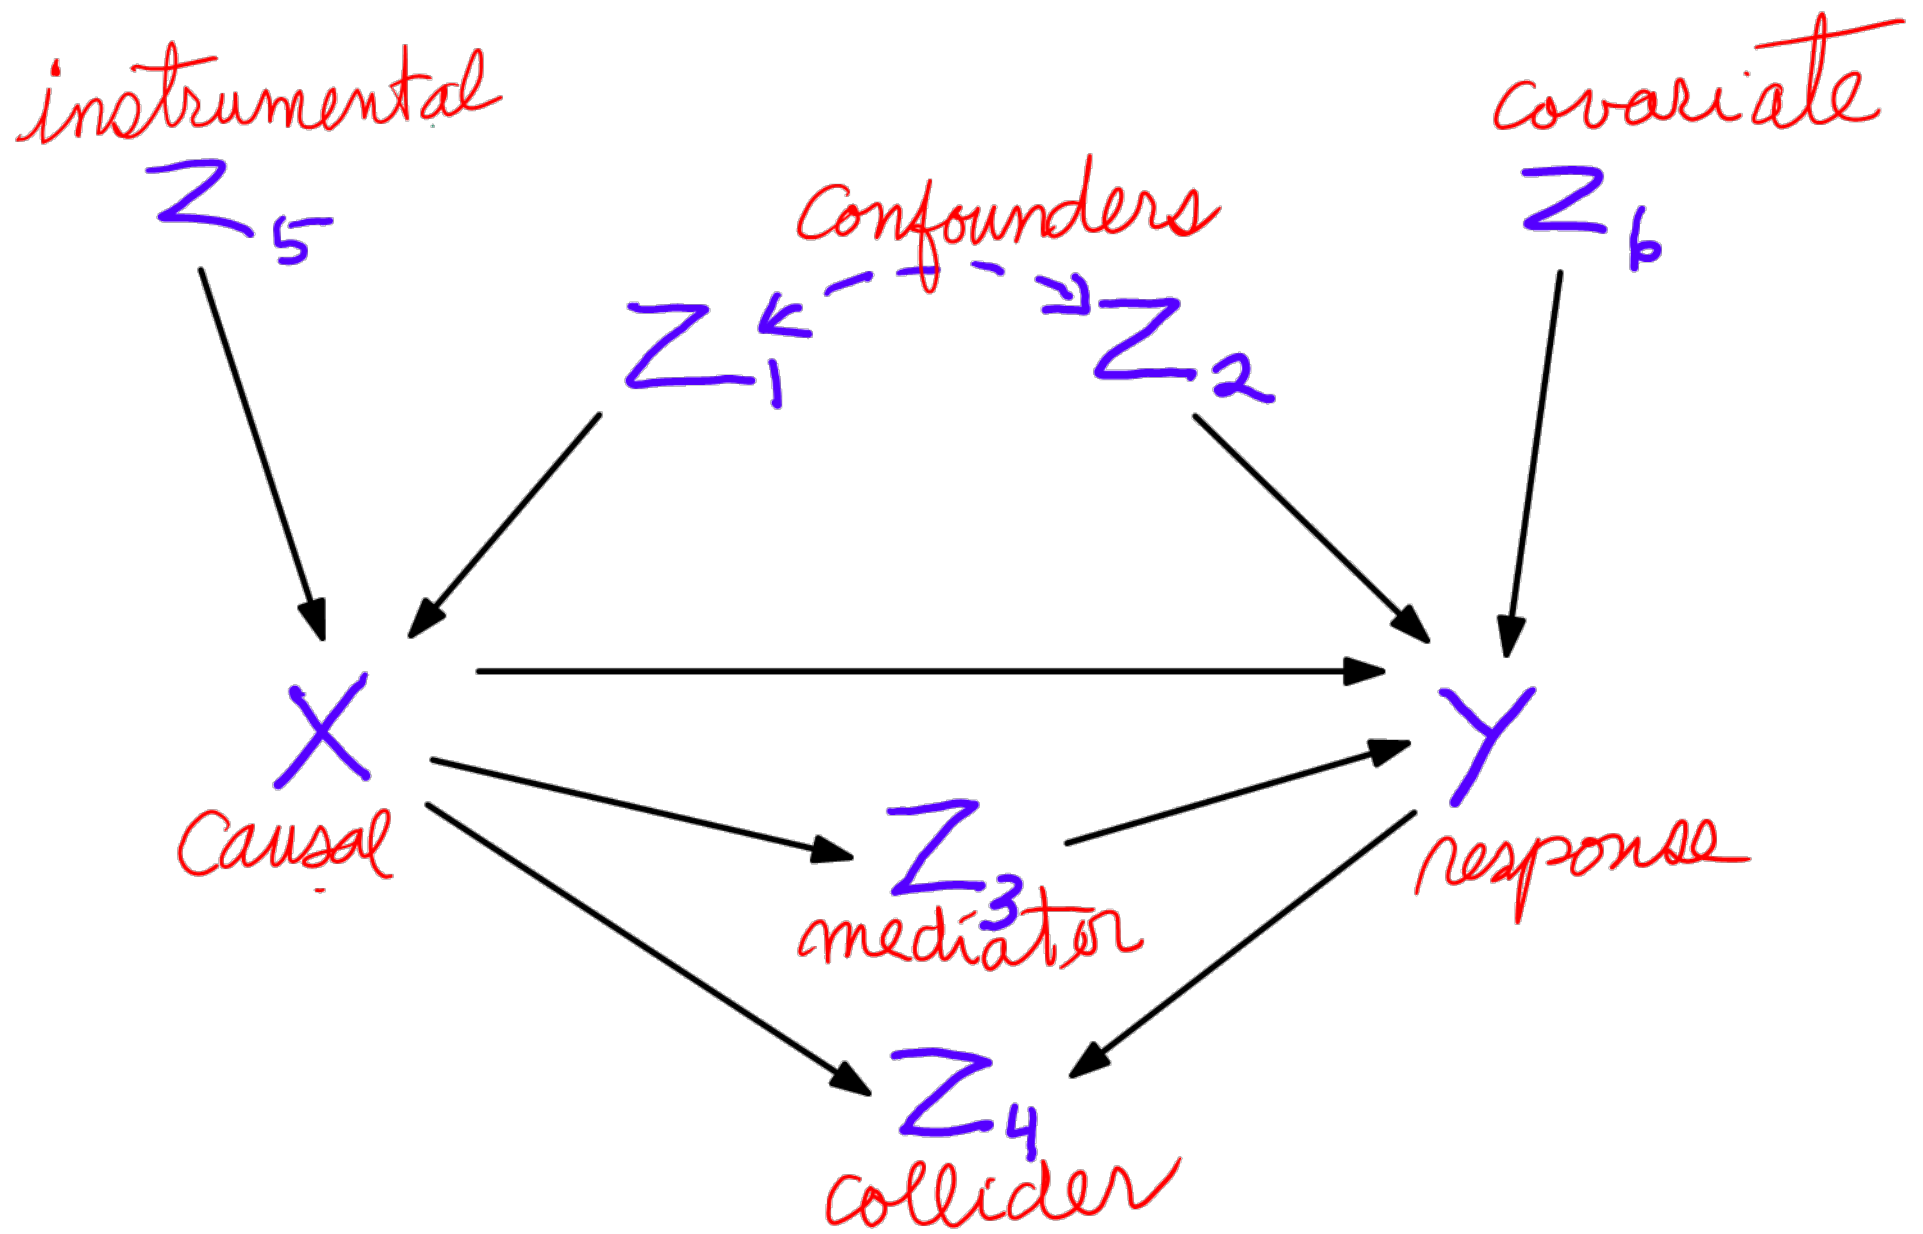 instrumental
Z5
covariate
Z6
Confounders
Z1
Z2
X
Causal
Y
response
Z3
mediator
Z4
collider